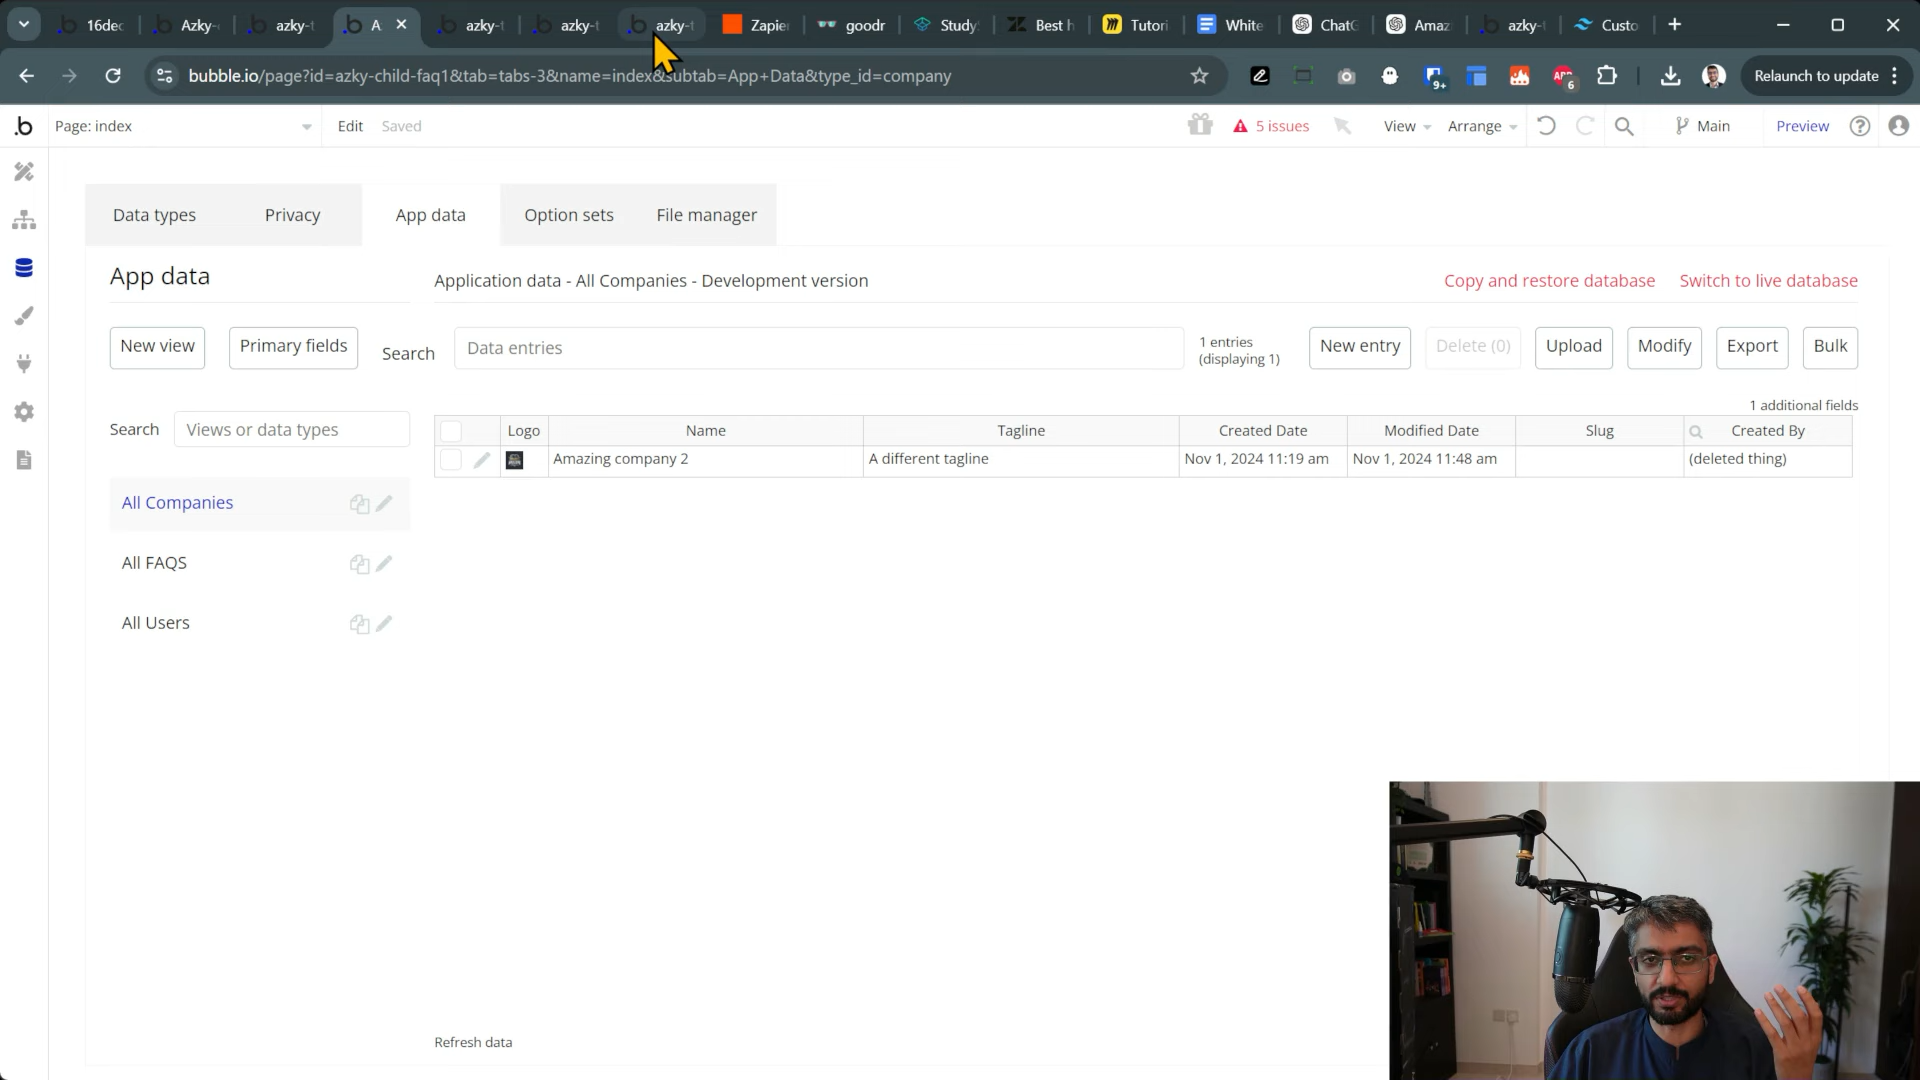 16dec
Azky-
azky-t
A
azky-t
azky-t
azky-t
Zapier
goodr
Study
Best h
Tutori
White
ChatG
Amaz
azky-t
Custo
bubble.io/page?id=azky-child-faq1&tab=tabs-3&name=index&subtab=App+Data&type_id=company
9+
ABP
6
Relaunch to update
Page: index
Edit
Saved
5 issues
View
Arrange
Main
Preview
Data types
Privacy
App data
Option sets
File manager
App data
Application data - All Companies - Development version
Copy and restore database
Switch to live database
New view
Primary fields
Search
Data entries
1 entries
(displaying 1)
New entry
Delete (0)
Upload
Modify
Export
Bulk
1 additional fields
Search
Views or data types
Logo
Name
Tagline
Created Date
Modified Date
Slug
Created By
Amazing company 2
A different tagline
Nov 1, 2024 11:19 am
Nov 1, 2024 11:48 am
(deleted thing)
All Companies
All FAQS
All Users
Refresh data